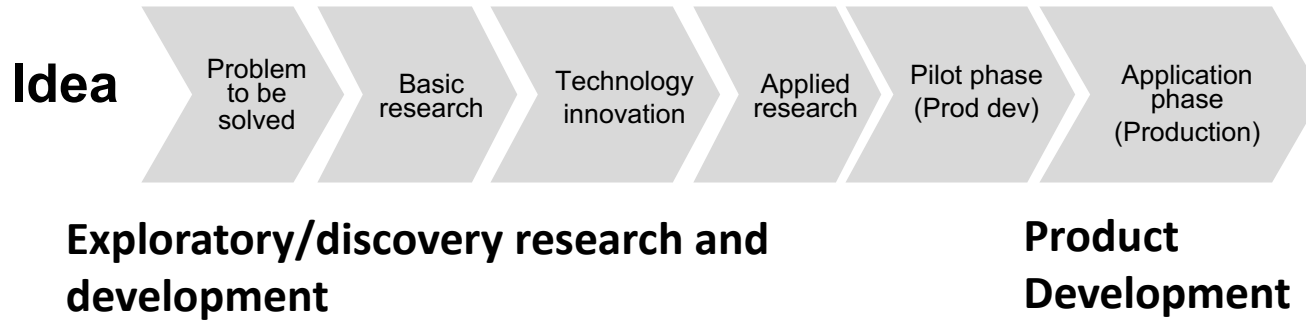 Idea
Problem
to be
solved
Basic
research
Technology
innovation
Applied
research
Pilot phase
(Prod dev)
Application
phase
(Production)
Exploratory/discovery research and
development
Product
Development